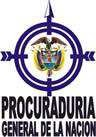 PROCURADURIA
GENERAL DE LA NACION